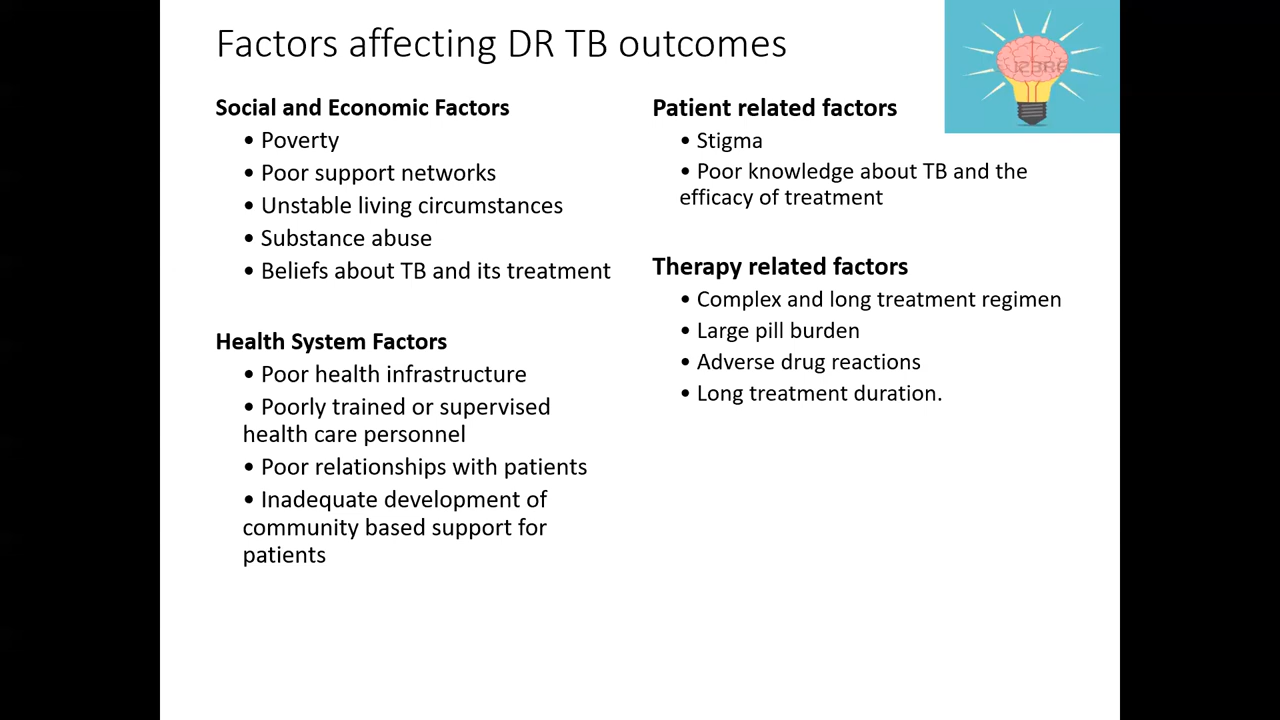 Factors affecting DR TB outcomes
Social and Economic Factors
• Poverty
• Poor support networks
• Unstable living circumstances
• Substance abuse
• Beliefs about TB and its treatment
Health System Factors
• Poor health infrastructure
• Poorly trained or supervised
health care personnel
• Poor relationships with patients
• Inadequate development of
community based support for
patients
Patient related factors
• Stigma
• Poor knowledge about TB and the
efficacy of treatment
Therapy related factors
• Complex and long treatment regimen
• Large pill burden
• Adverse drug reactions
• Long treatment duration.